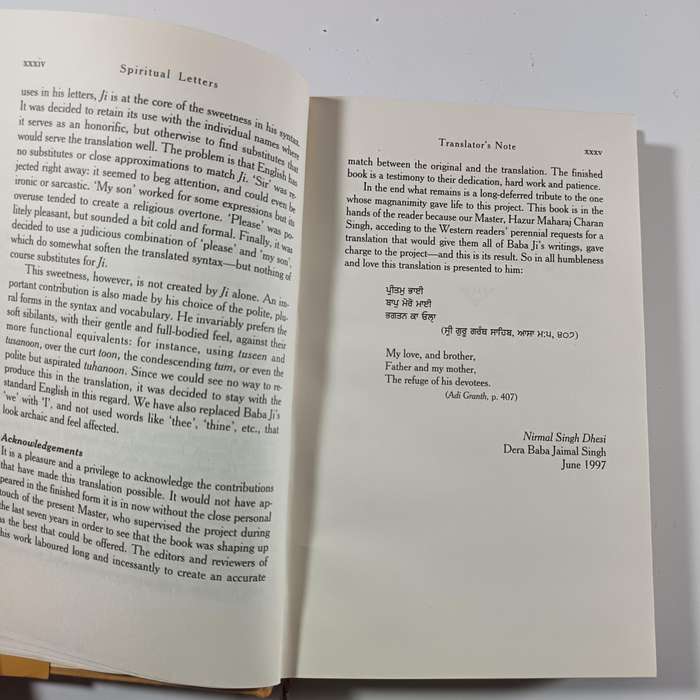 xxxiv
Spiritual Letters
uses in his letters, Ji is at the core of the sweetness in his syntax.
It was decided to retain its use with the individual names where
it serves as an honorific, but otherwise to find substitutes that
would serve the translation well. The problem is that English has
no substitutes or close approximations to match Ji. 'Sir' was re-
jected right away: it seemed to beg attention, and could even be
ironic or sarcastic. 'My son' worked for some expressions but its
overuse tended to create a religious overtone. 'Please' was po-
litely pleasant, but sounded a bit cold and formal. Finally, it was
decided to use a judicious combination of 'please' and 'my son',
which do somewhat soften the translated syntax—but nothing of
course substitutes for Ji.
This sweetness, however, is not created by Ji alone. An im-
portant contribution is also made by his choice of the polite, plu-
ral forms in the syntax and vocabulary. He invariably prefers the
soft sibilants, with their gentle and full-bodied feel, against their
more functional equivalents: for instance, using tuseen and
tusanoon, over the curt toon, the condescending tum, or even the
polite but aspirated tuhanoon. Since we could see no way to re-
produce this in the translation, it was decided to stay with the
standard English in this regard. We have also replaced Baba Ji's
'we' with 'I', and not used words like 'thee', 'thine', etc., that
look archaic and feel affected.
Acknowledgements
It is a pleasure and a privilege to acknowledge the contributions
that have made this translation possible. It would not have ap-
peared in the finished form it is in now without the close personal
touch of the present Master, who supervised the project during
the last seven years in order to see that the book was shaping up
as the best that could be offered. The editors and reviewers of
this work laboured long and incessantly to create an accurate
Translator's Note
xxxv
match between the original and the translation. The finished
book is a testimony to their dedication, hard work and patience.
In the end what remains is a long-deferred tribute to the one
whose magnanimity gave life to this project. This book is in the
hands of the reader because our Master, Hazur Maharaj Charan
Singh, acceding to the Western readers' perennial requests for a
translation that would give them all of Baba Ji's writings, gave
charge to the project—and this is its result. So in all humbleness
and love this translation is presented to him:
ਪ੍ਰੀਤਮੁ ਭਾਈ
ਬਾਪੁ ਮੋਰੋ ਮਾਈ
ਭਗਤਨ ਕਾ ਓਲ੍ਹਾ
(ਸ੍ਰੀ ਗੁਰੂ ਗਰੰਥ ਸਾਹਿਬ, ਆਸਾ ਮ:੫, ੪੦੭)
My love, and brother,
Father and my mother,
The refuge of his devotees.
(Adi Granth, p. 407)
Nirmal Singh Dhesi
Dera Baba Jaimal Singh
June 1997